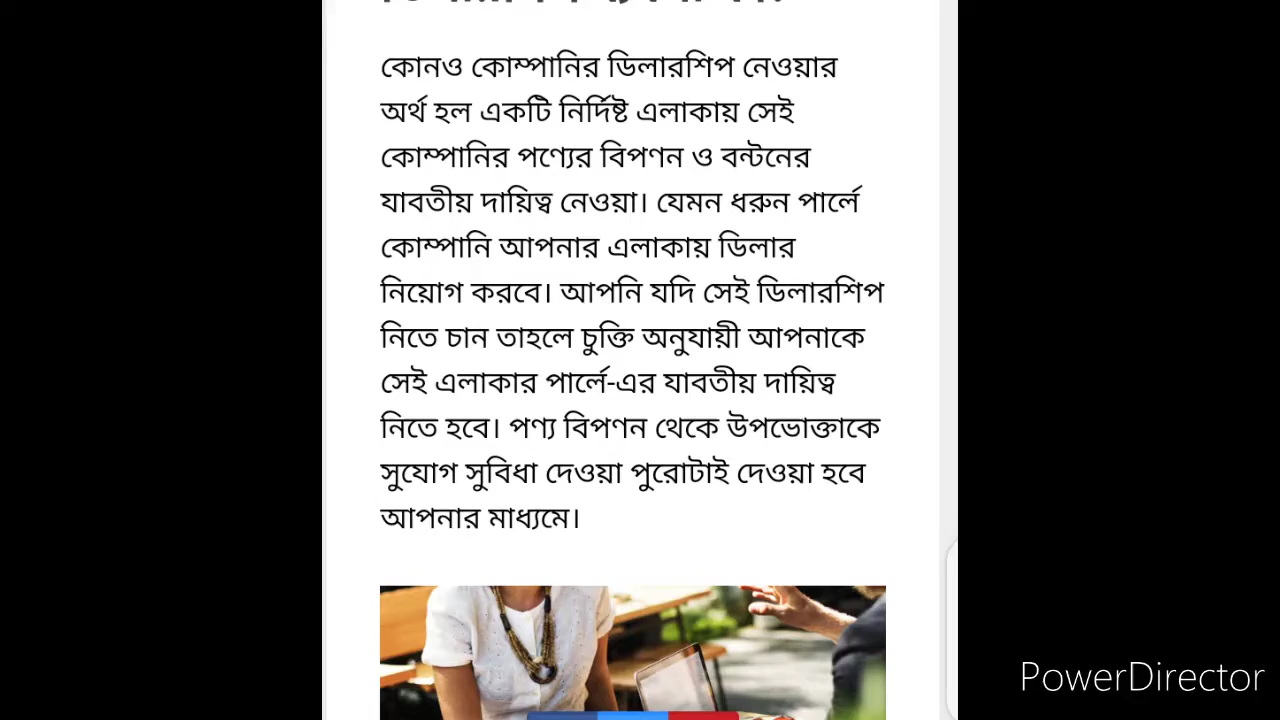 কোনও কোম্পানির ডিলারশিপ নেওয়ার
অর্থ হল একটি নির্দিষ্ট এলাকায় সেই
কোম্পানির পণ্যের বিপণন ও বন্টনের
যাবতীয় দায়িত্ব নেওয়া। যেমন ধরুন পার্লে
কোম্পানি আপনার এলাকায় ডিলার
নিয়োগ করবে। আপনি যদি সেই ডিলারশিপ
নিতে চান তাহলে চুক্তি অনুযায়ী আপনাকে
সেই এলাকার পার্লে-এর যাবতীয় দায়িত্ব
নিতে হবে। পণ্য বিপণন থেকে উপভোক্তাকে
সুযোগ সুবিধা দেওয়া পুরোটাই দেওয়া হবে
আপনার মাধ্যমে।
PowerDirector